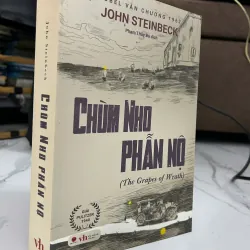 JOHN STEINBECK
CHÙM NHO
PHẪN NỘ
(The Grapes of Wrath)
John Steinbeck
CHÙM NHO PHẪN NỘ